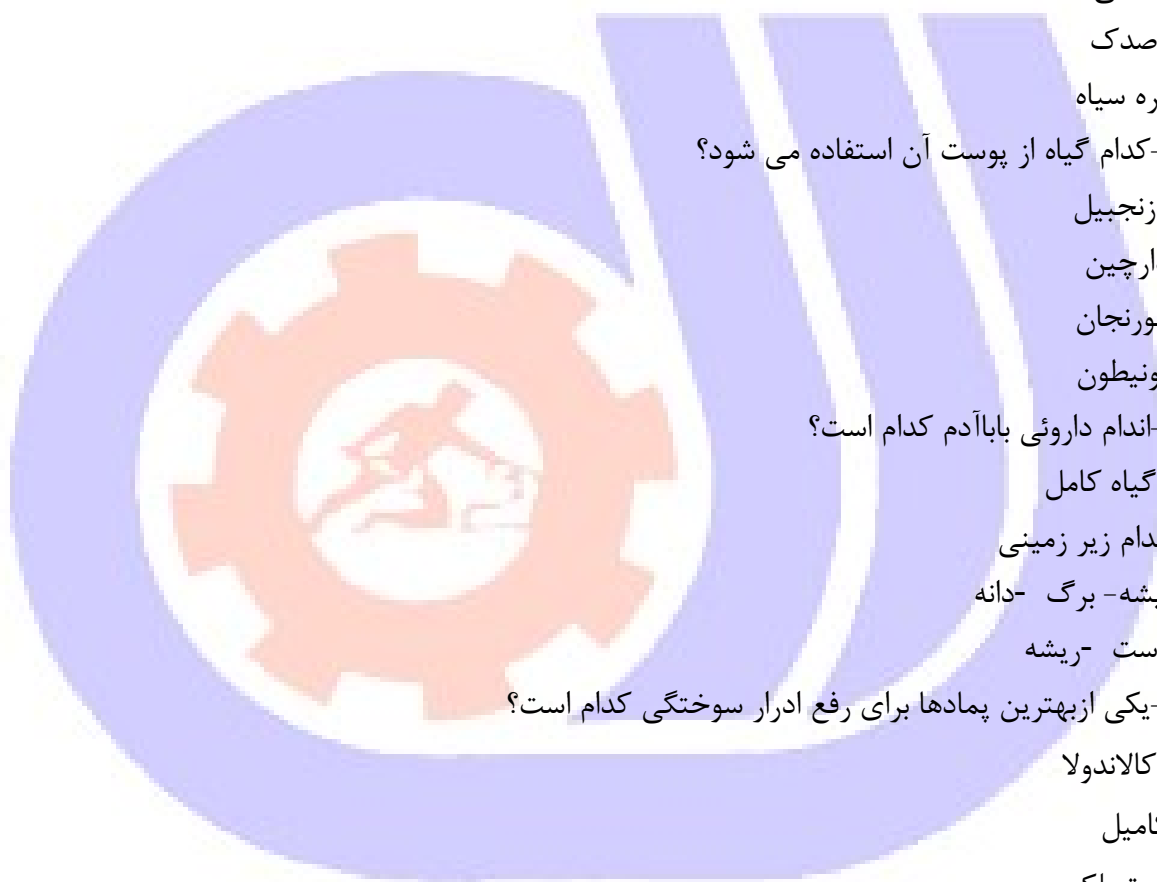 صدک
ره سیاه
-کدام گیاه از پوست آن استفاده می شود؟
زنجبیل
ارچین
ورنجان
ونیطون
-اندام داروئی باباآدم کدام است؟
گیاه کامل
دام زیر زمینی
یشه- برگ -دانه
ست -ریشه
-یکی ازبهترین پمادها برای رفع ادرار سوختگی کدام است؟
کالاندولا
امیل